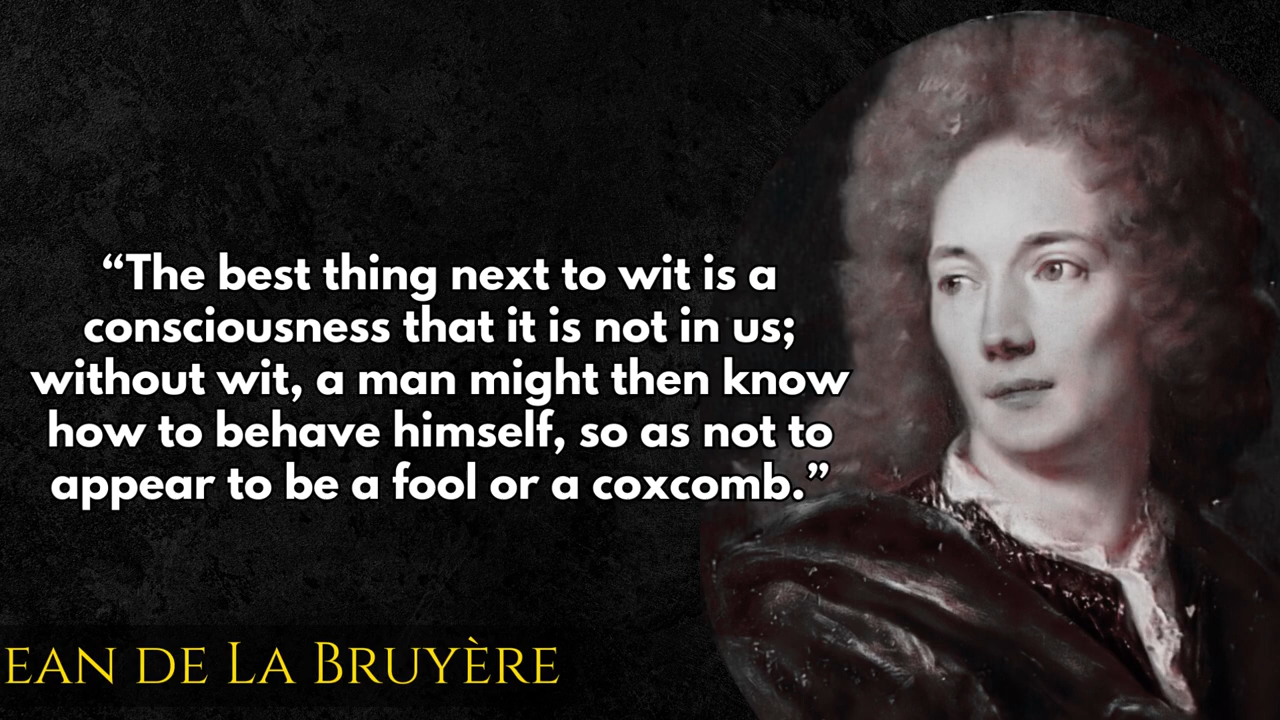 “The best thing next to wit is a
consciousness that it is not in us;
without wit, a man might then know
how to behave himself, so as not to
appear to be a fool or a coxcomb.”
EAN DE LA BRUYÈRE